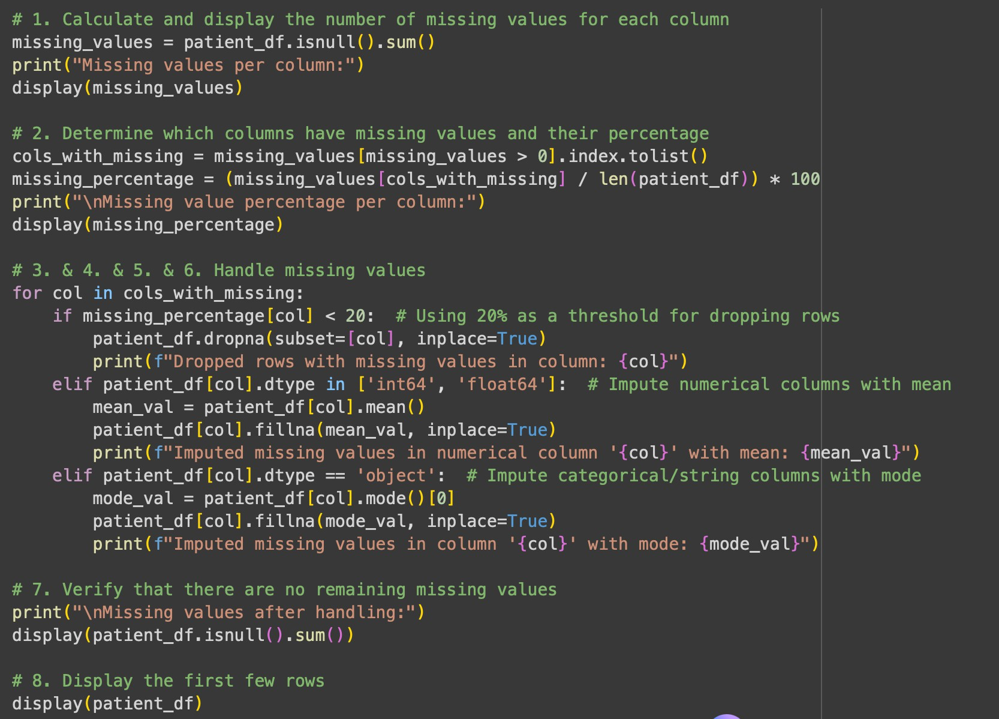 # 1. Calculate and display the number of missing values for each column
missing_values = patient_df.isnull().sum()
print("Missing values per column:")
display(missing_values)

# 2. Determine which columns have missing values and their percentage
cols_with_missing = missing_values[missing_values > 0].index.tolist()
missing_percentage = (missing_values[cols_with_missing] / len(patient_df)) * 100
print("\nMissing value percentage per column:")
display(missing_percentage)

# 3. & 4. & 5. & 6. Handle missing values
for col in cols_with_missing:
    if missing_percentage[col] < 20:  # Using 20% as a threshold for dropping rows
        patient_df.dropna(subset=[col], inplace=True)
        print(f"Dropped rows with missing values in column: {col}")
    elif patient_df[col].dtype in ['int64', 'float64']:  # Impute numerical columns with mean
        mean_val = patient_df[col].mean()
        patient_df[col].fillna(mean_val, inplace=True)
        print(f"Imputed missing values in numerical column '{col}' with mean: {mean_val}")
    elif patient_df[col].dtype == 'object':  # Impute categorical/string columns with mode
        mode_val = patient_df[col].mode()[0]
        patient_df[col].fillna(mode_val, inplace=True)
        print(f"Imputed missing values in column '{col}' with mode: {mode_val}")

# 7. Verify that there are no remaining missing values
print("\nMissing values after handling:")
display(patient_df.isnull().sum())

# 8. Display the first few rows
display(patient_df)